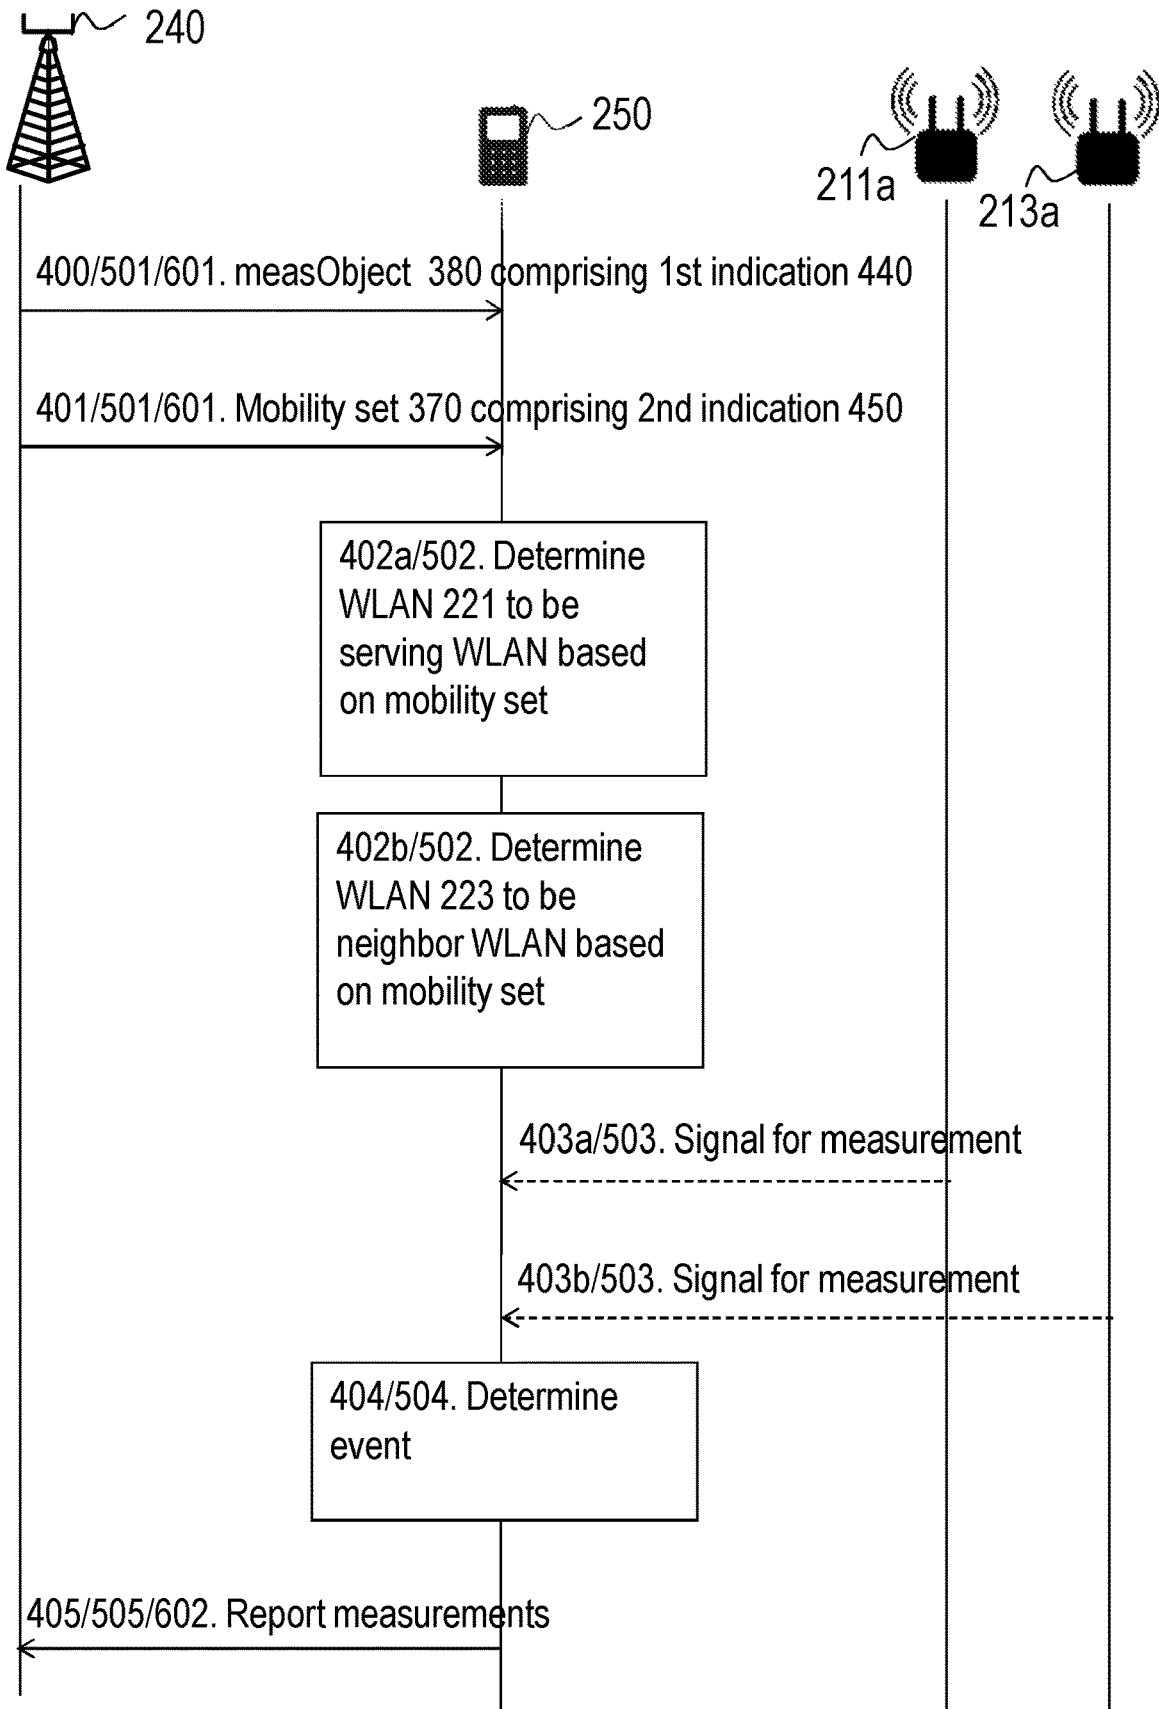 240
250
211a
213a
400/501/601. measObject 380 comprising 1st indication 440
401/501/601. Mobility set 370 comprising 2nd indication 450
402a/502. Determine
WLAN 221 to be
serving WLAN based
on mobility set
402b/502. Determine
WLAN 223 to be
neighbor WLAN based
on mobility set
403a/503. Signal for measurement
403b/503. Signal for measurement
404/504. Determine
event
405/505/602. Report measurements